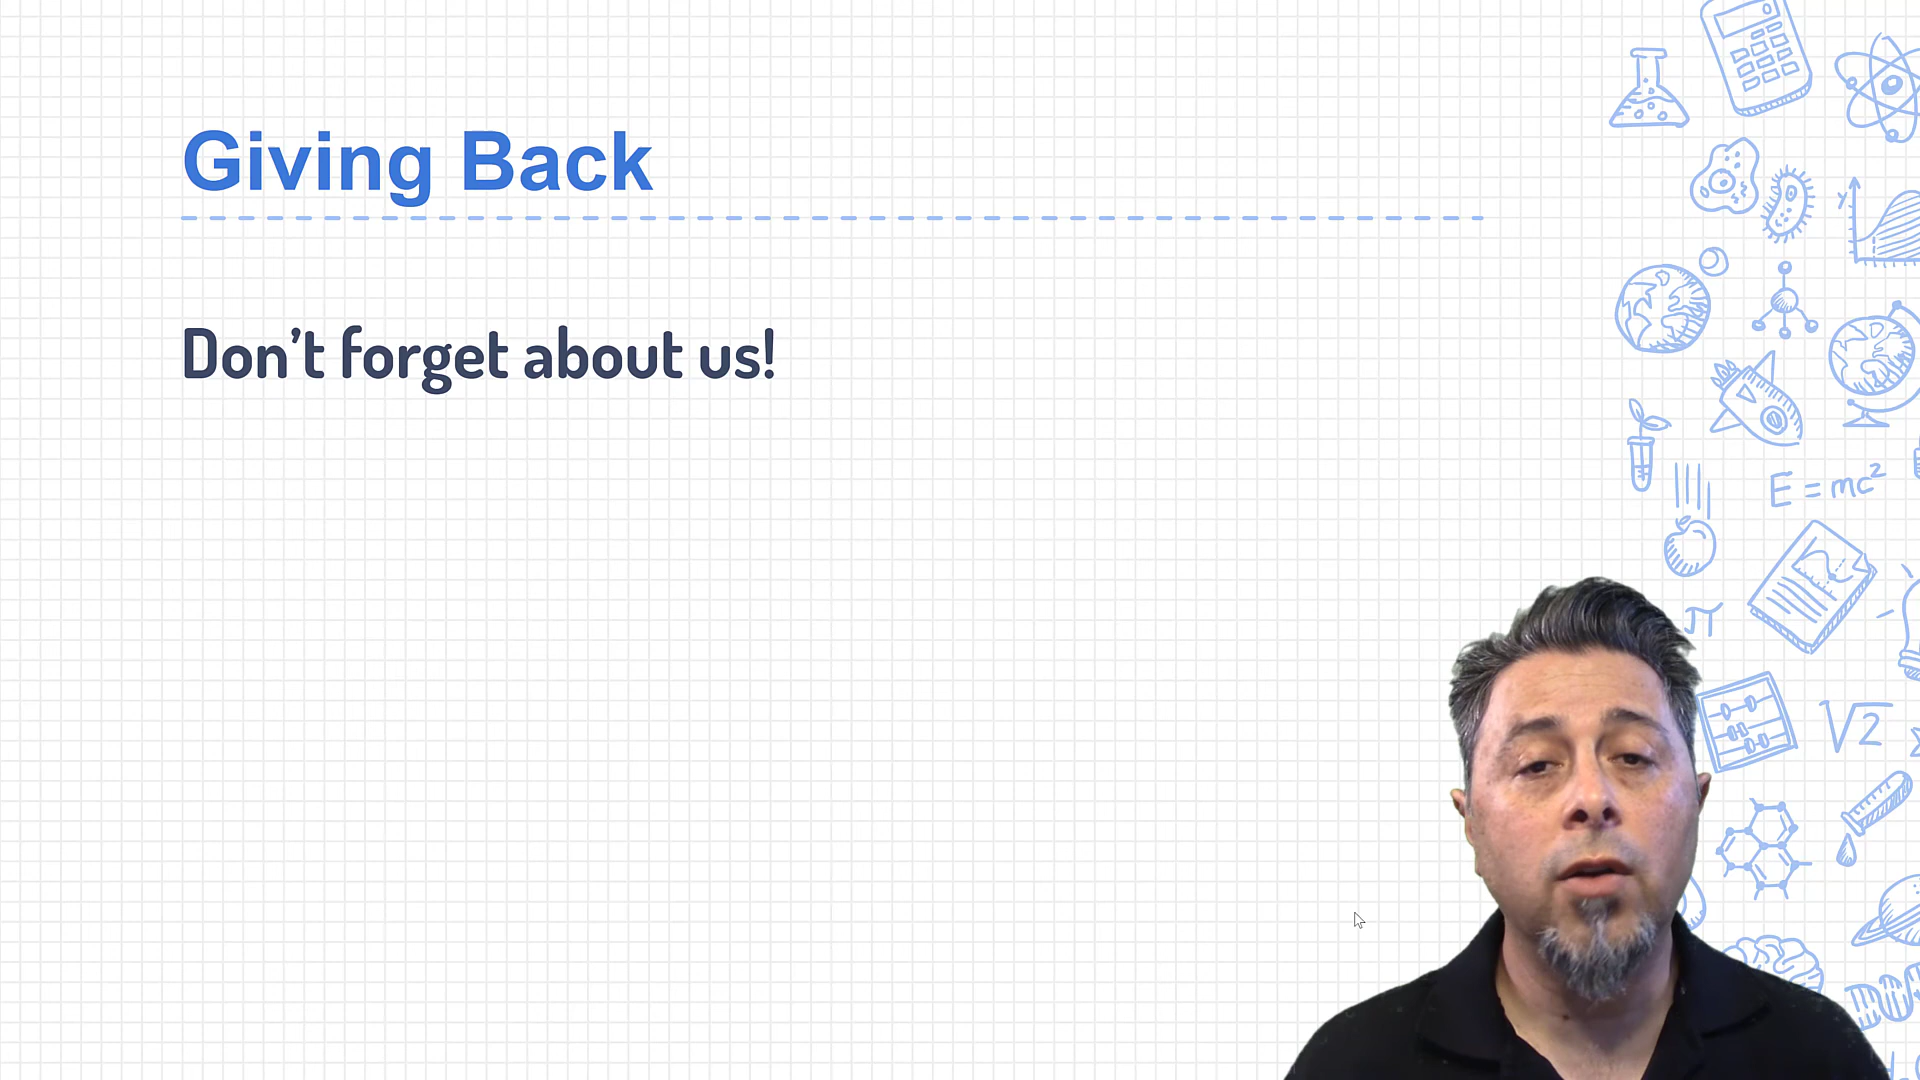 Giving Back
Don't forget about us!
y
E = mc²
π
√2